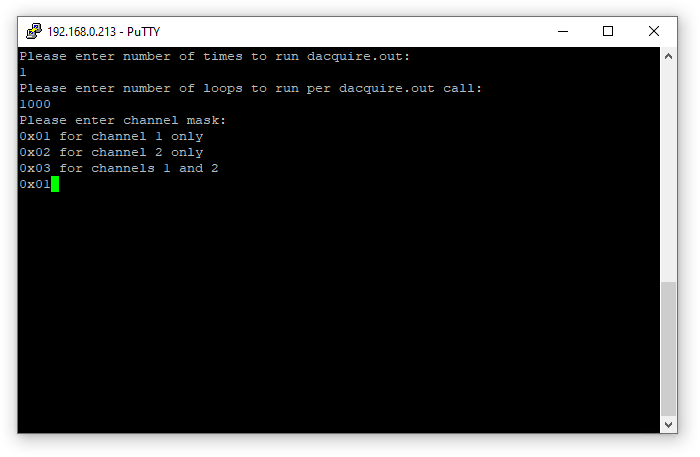 192.168.0.213 - PuTTY
Please enter number of times to run dacquire.out:
1
Please enter number of loops to run per dacquire.out call:
1000
Please enter channel mask:
0x01 for channel 1 only
0x02 for channel 2 only
0x03 for channels 1 and 2
0x01